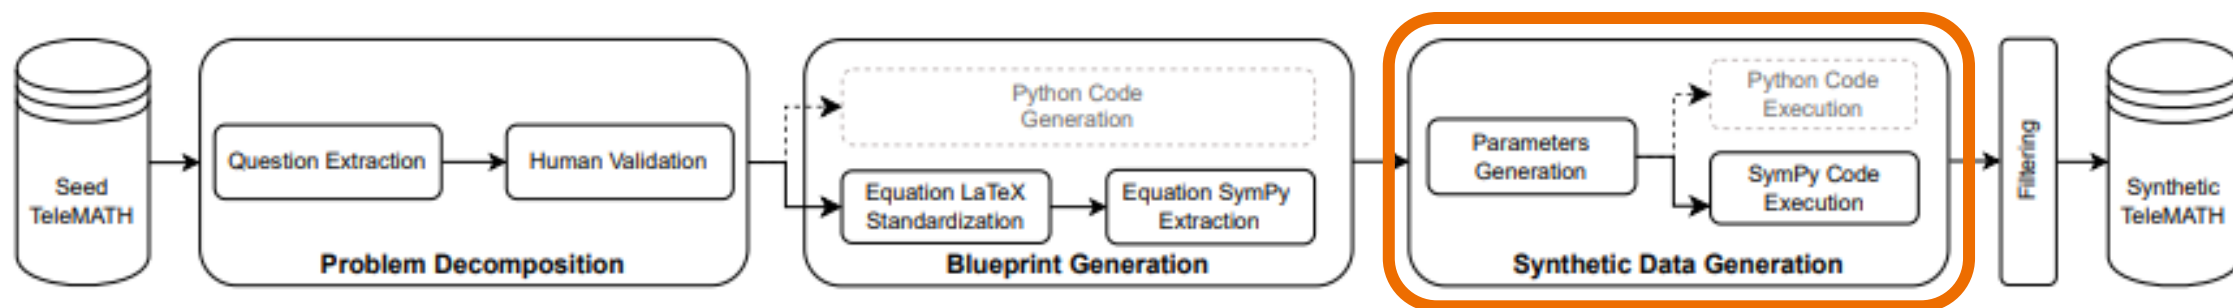 Seed
TeleMATH
Question Extraction
Human Validation
Problem Decomposition
Python Code
Generation
Equation LaTeX
Standardization
Equation SymPy
Extraction
Blueprint Generation
Parameters
Generation
Python Code
Execution
SymPy Code
Execution
Synthetic Data Generation
Filtering
Synthetic
TeleMATH